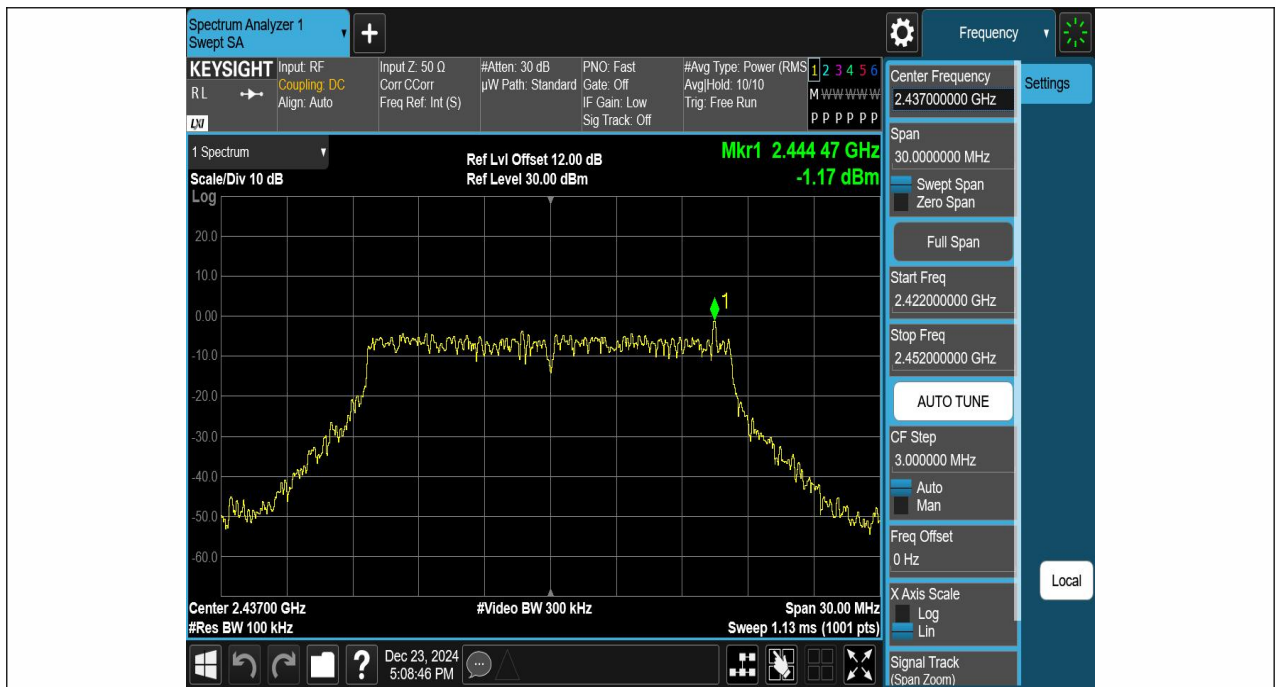 Spectrum Analyzer 1
Swept SA
Frequency
KEYSIGHT
RL
LXI
Input: RF
Coupling: DC
Align: Auto
Input Z: 50 Ω
Corr CCorr
Freq Ref: Int (S)
#Atten: 30 dB
µW Path: Standard
PNO: Fast
Gate: Off
IF Gain: Low
Sig Track: Off
#Avg Type: Power (RMS
Avg|Hold: 10/10
Trig: Free Run
1 2 3 4 5 6
M W W W W W
P P P P P P
1 Spectrum
Scale/Div 10 dB
Log
Ref Lvl Offset 12.00 dB
Ref Level 30.00 dBm
Mkr1 2.444 47 GHz
-1.17 dBm
20.0
10.0
0.00
-10.0
-20.0
-30.0
-40.0
-50.0
-60.0
1
Center 2.43700 GHz
#Res BW 100 kHz
#Video BW 300 kHz
Span 30.00 MHz
Sweep 1.13 ms (1001 pts)
Center Frequency
2.437000000 GHz
Span
30.0000000 MHz
Swept Span
Zero Span
Full Span
Start Freq
2.422000000 GHz
Stop Freq
2.452000000 GHz
AUTO TUNE
CF Step
3.000000 MHz
Auto
Man
Freq Offset
0 Hz
X Axis Scale
Log
Lin
Signal Track
(Span Zoom)
Settings
Local
?
Dec 23, 2024
5:08:46 PM